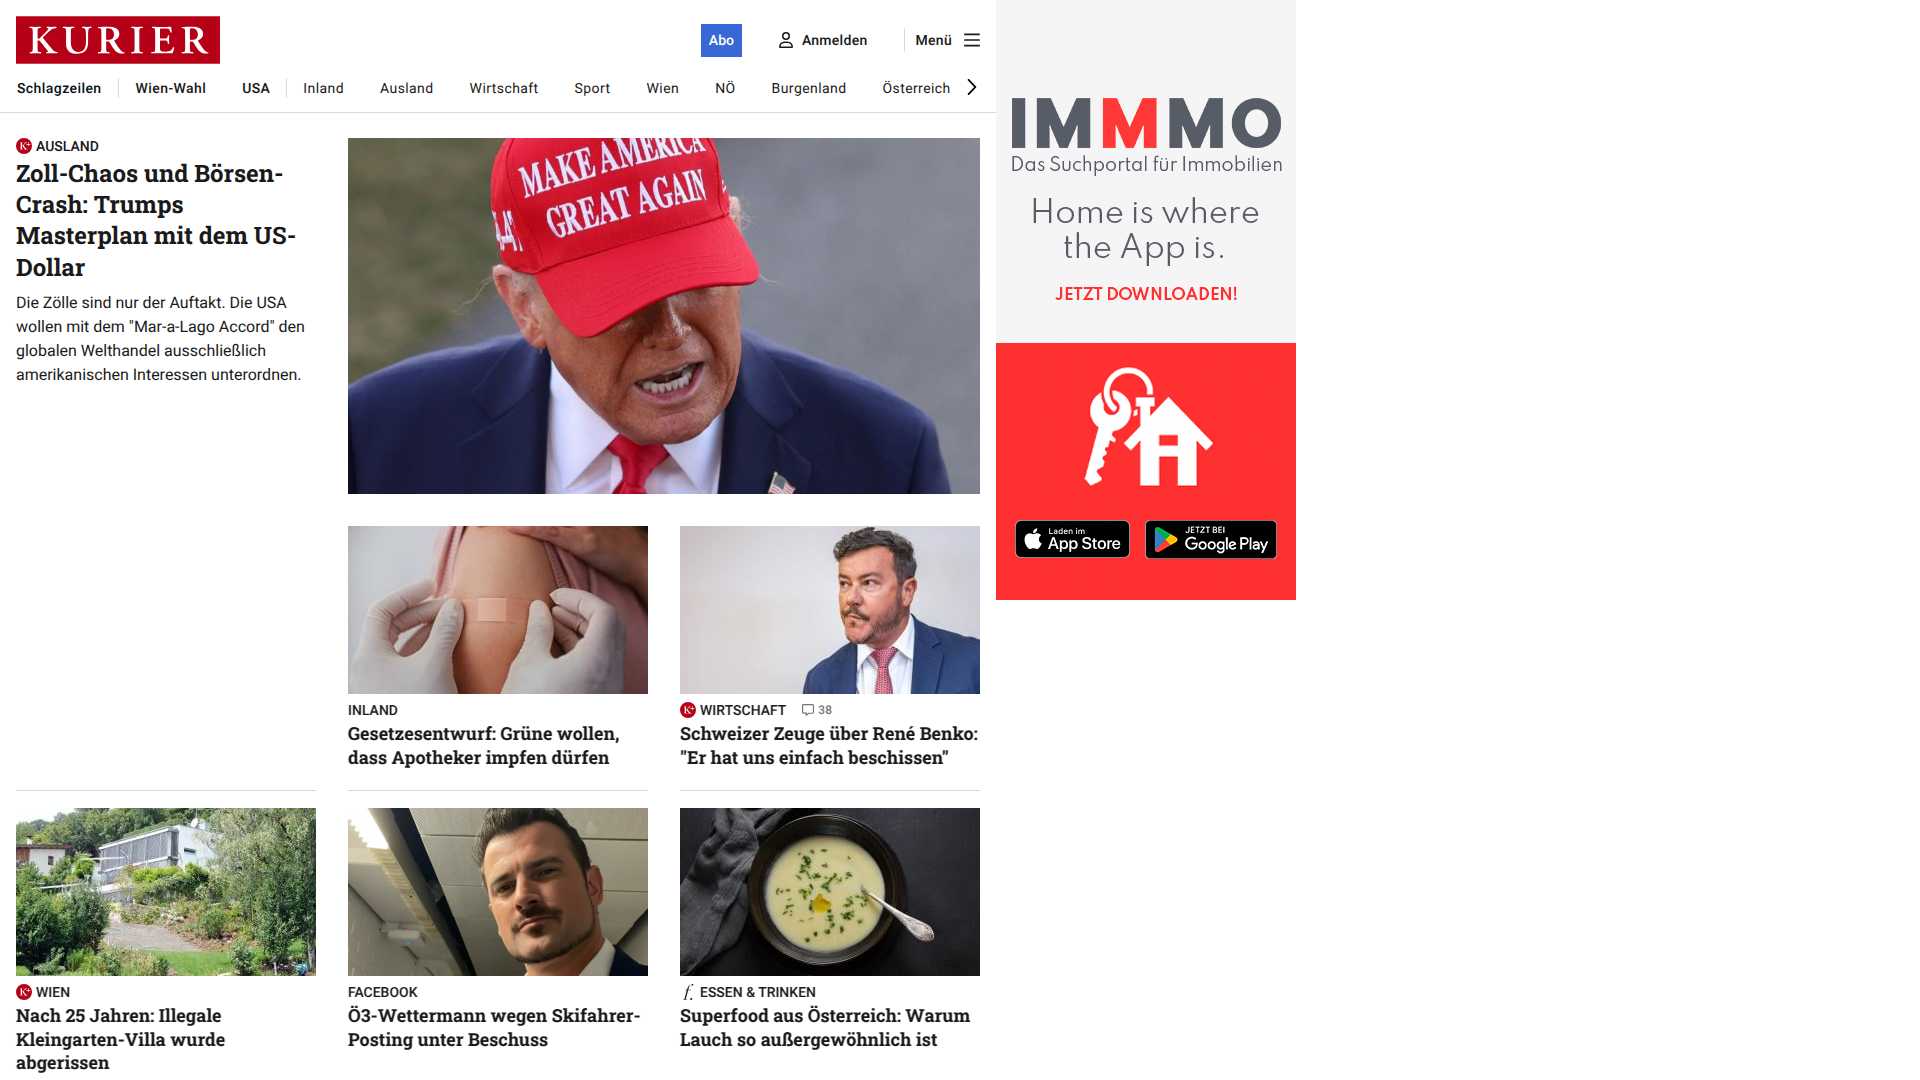 KURIER
Abo
Anmelden
Menü
Schlagzeilen
Wien-Wahl
USA
Inland
Ausland
Wirtschaft
Sport
Wien
NÖ
Burgenland
Österreich
AUSLAND
Zoll-Chaos und Börsen-
Crash: Trumps
Masterplan mit dem US-
Dollar
Die Zölle sind nur der Auftakt. Die USA
wollen mit dem "Mar-a-Lago Accord" den
globalen Welthandel ausschließlich
amerikanischen Interessen unterordnen.
MAKE AMERICA
GREAT AGAIN
INLAND
Gesetzesentwurf: Grüne wollen,
dass Apotheker impfen dürfen
K+ WIRTSCHAFT 38
Schweizer Zeuge über René Benko:
"Er hat uns einfach beschissen"
K+ WIEN
Nach 25 Jahren: Illegale
Kleingarten-Villa wurde
abgerissen
FACEBOOK
Ö3-Wettermann wegen Skifahrer-
Posting unter Beschuss
f. ESSEN & TRINKEN
Superfood aus Österreich: Warum
Lauch so außergewöhnlich ist
IMMMO
Das Suchportal für Immobilien
Home is where
the App is.
JETZT DOWNLOADEN!
Laden im
App Store
JETZT BEI
Google Play